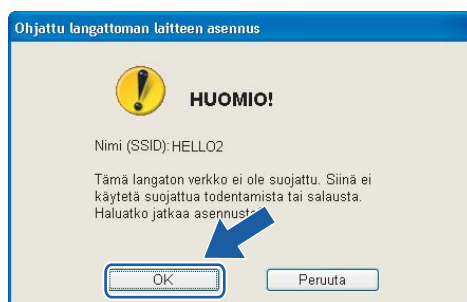 Ohjattu langattoman laitteen asennus
HUOMIO!
Nimi (SSID): HELLO2
Tämä langaton verkko ei ole suojattu. Siinä ei
käytetä suojattua todentamista tai salausta.
Haluatko jatkaa
OK
Peruuta